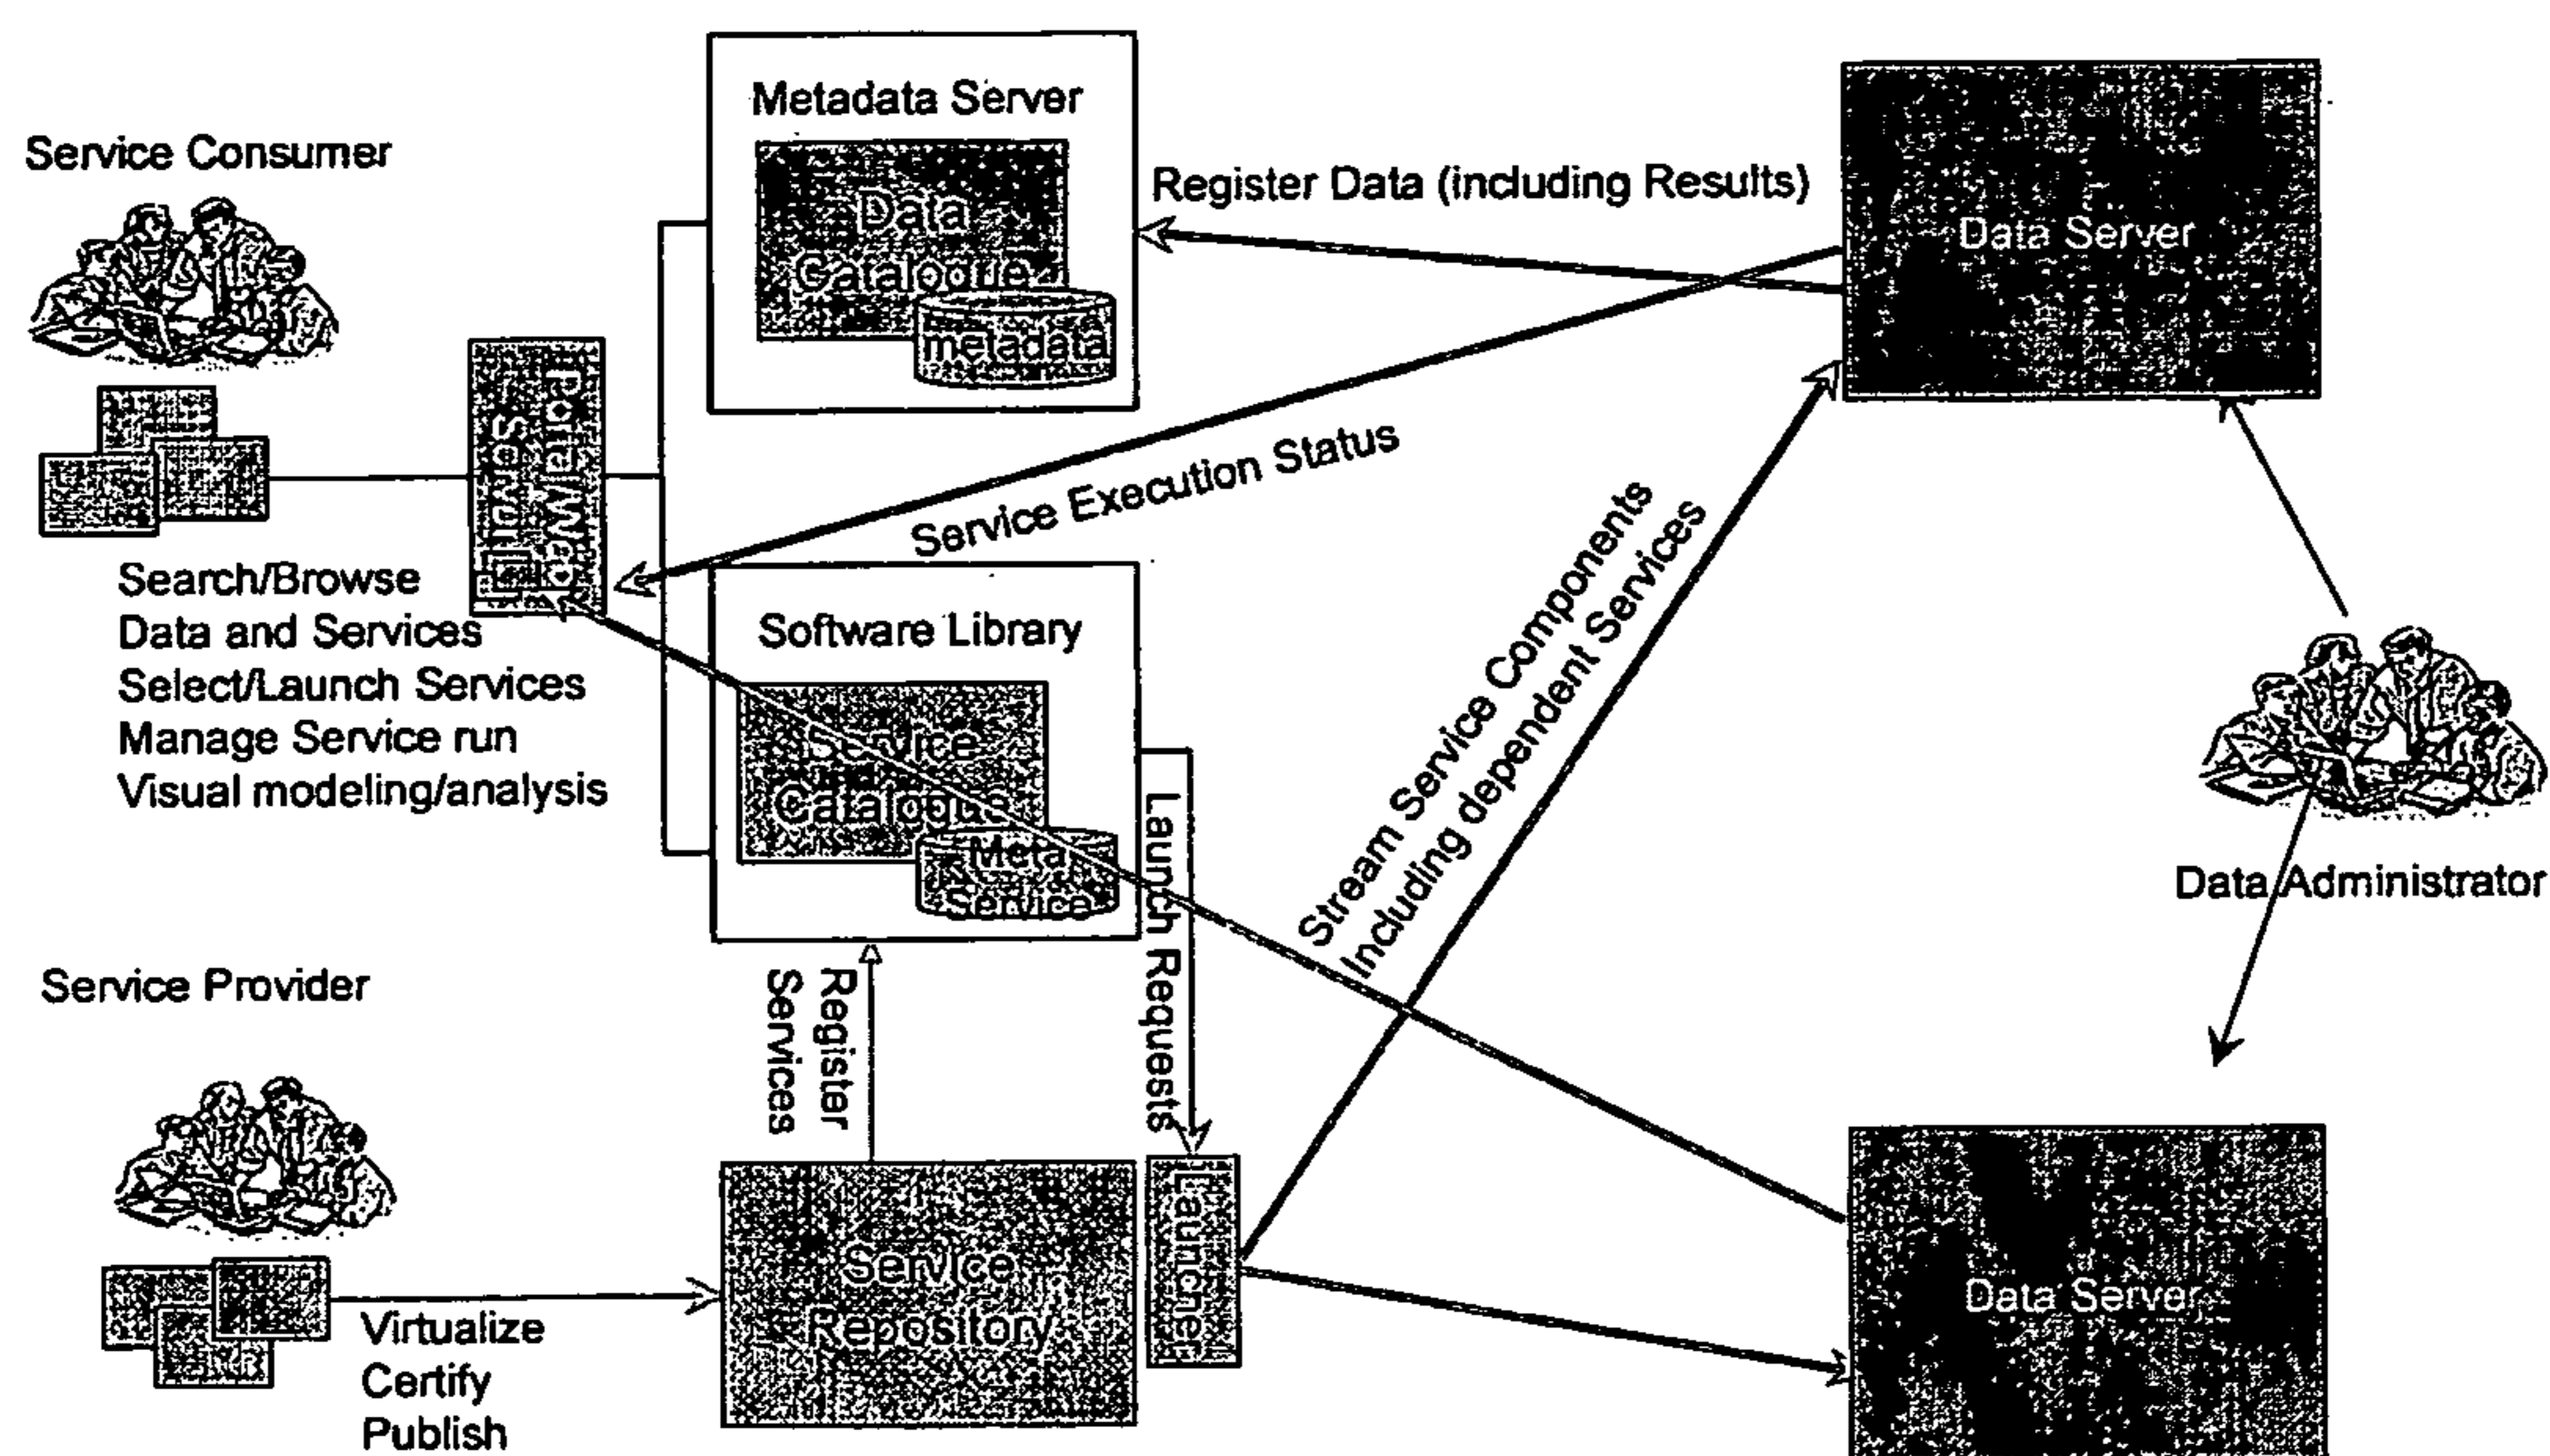 Metadata Server
Service Consumer
Data
Catalogue
metadata
Register Data (including Results)
Data Server
Portal/Web
Server
Service Execution Status
Search/Browse
Data and Services
Select/Launch Services
Manage Service run
Visual modeling/analysis
Software Library
Service
Catalogue
Meta
Service
Launch Requests
Stream Service Components
Including dependent Services
Data Administrator
Service Provider
Register
Services
Virtualize
Certify
Publish
Service
Repository
Launcher
Data Server